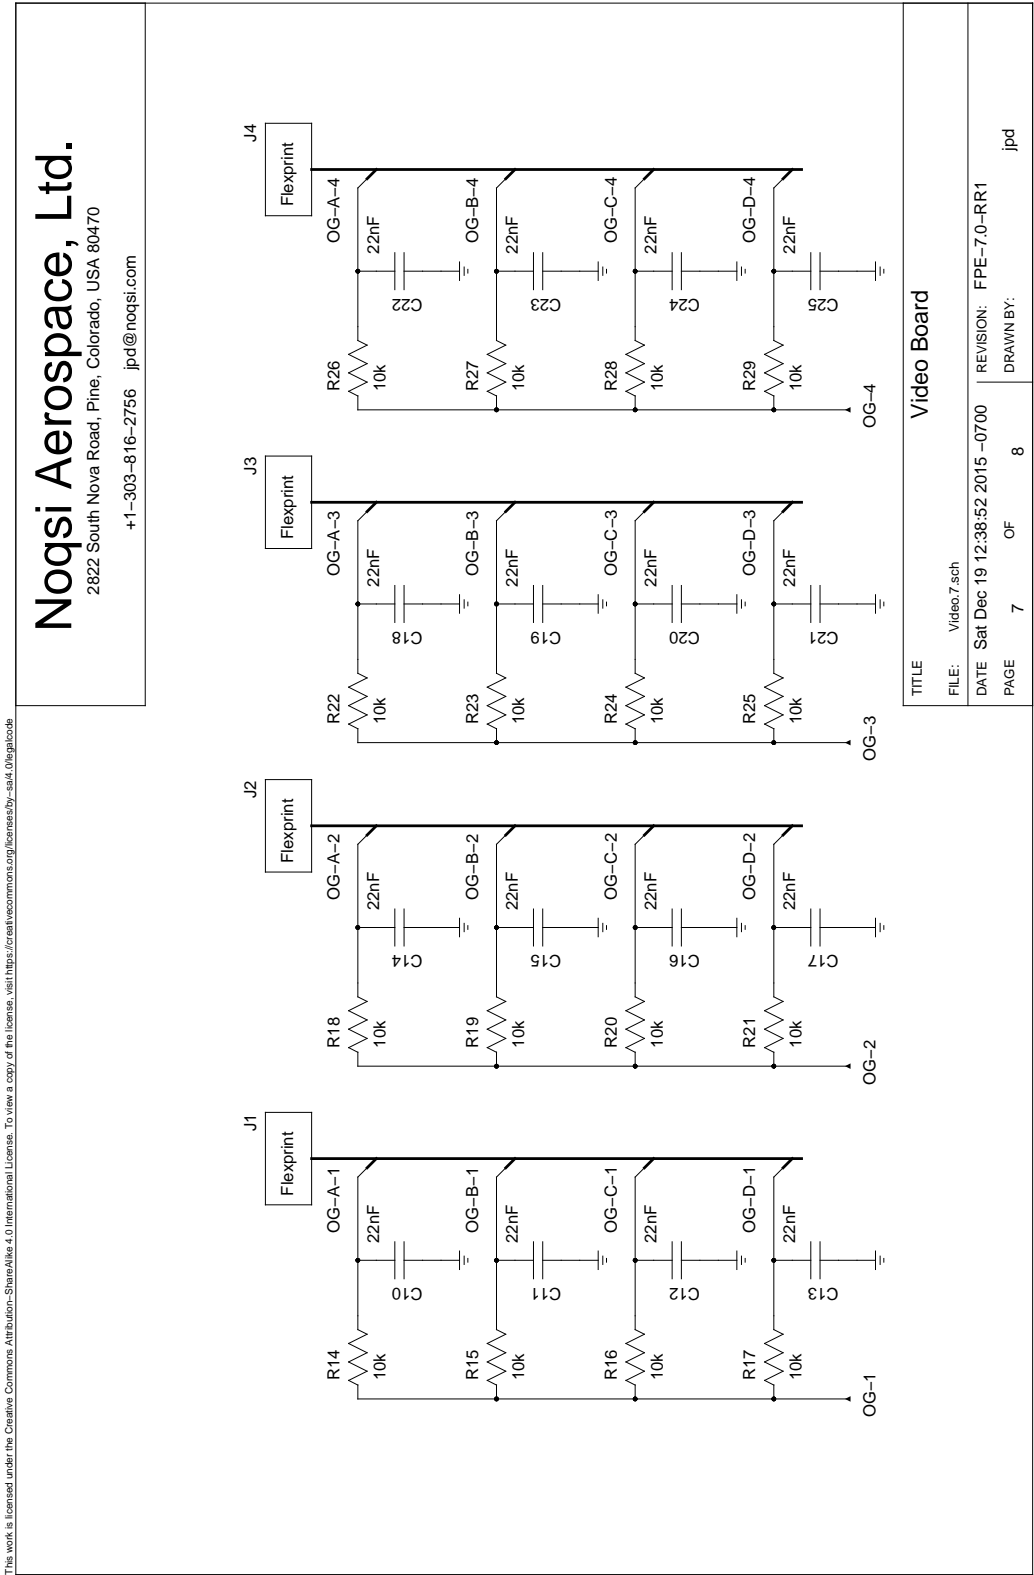 This work is licensed under the Creative Commons Attribution−ShareAlike 4.0 International License. To view a copy of the license, visit https://creativecommons.org/licenses/by−sa/4.0/legalcode
Noqsi Aerospace, Ltd.
2822 South Nova Road, Pine, Colorado, USA 80470
+1−303−816−2756 jpd@noqsi.com
J1
Flexprint
OG−A−1
R14
10k
22nF
C10
OG−B−1
R15
10k
22nF
C11
OG−C−1
R16
10k
22nF
C12
OG−D−1
R17
10k
22nF
C13
OG−1
J2
Flexprint
OG−A−2
R18
10k
22nF
C14
OG−B−2
R19
10k
22nF
C15
OG−C−2
R20
10k
22nF
C16
OG−D−2
R21
10k
22nF
C17
OG−2
J3
Flexprint
OG−A−3
R22
10k
22nF
C18
OG−B−3
R23
10k
22nF
C19
OG−C−3
R24
10k
22nF
C20
OG−D−3
R25
10k
22nF
C21
OG−3
J4
Flexprint
OG−A−4
R26
10k
22nF
C22
OG−B−4
R27
10k
22nF
C23
OG−C−4
R28
10k
22nF
C24
OG−D−4
R29
10k
22nF
C25
OG−4
TITLE
Video Board
FILE: Video.7.sch
DATE Sat Dec 19 12:38:52 2015 −0700
REVISION: FPE−7.0−RR1
PAGE 7 OF 8
DRAWN BY: jpd